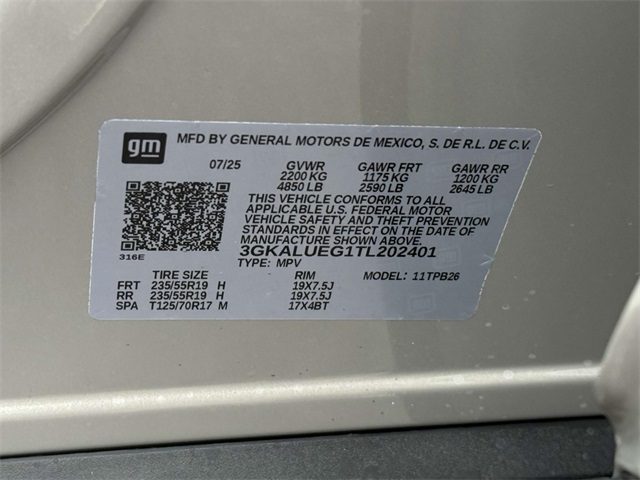 gm MFD BY GENERAL MOTORS DE MEXICO, S. DE R.L. DE C.V.
07/25 GVWR GAWR FRT GAWR RR
2200 KG 1175 KG 1200 KG
4850 LB 2590 LB 2645 LB
THIS VEHICLE CONFORMS TO ALL
APPLICABLE U.S. FEDERAL MOTOR
VEHICLE SAFETY AND THEFT PREVENTION
STANDARDS IN EFFECT ON THE DATE OF
MANUFACTURE SHOWN ABOVE.
316E 3GKALUEG1TL202401
TYPE: MPV MODEL: 11TPB26
TIRE SIZE RIM
FRT 235/55R19 H 19X7.5J
RR 235/55R19 H 19X7.5J
SPA T125/70R17 M 17X4BT